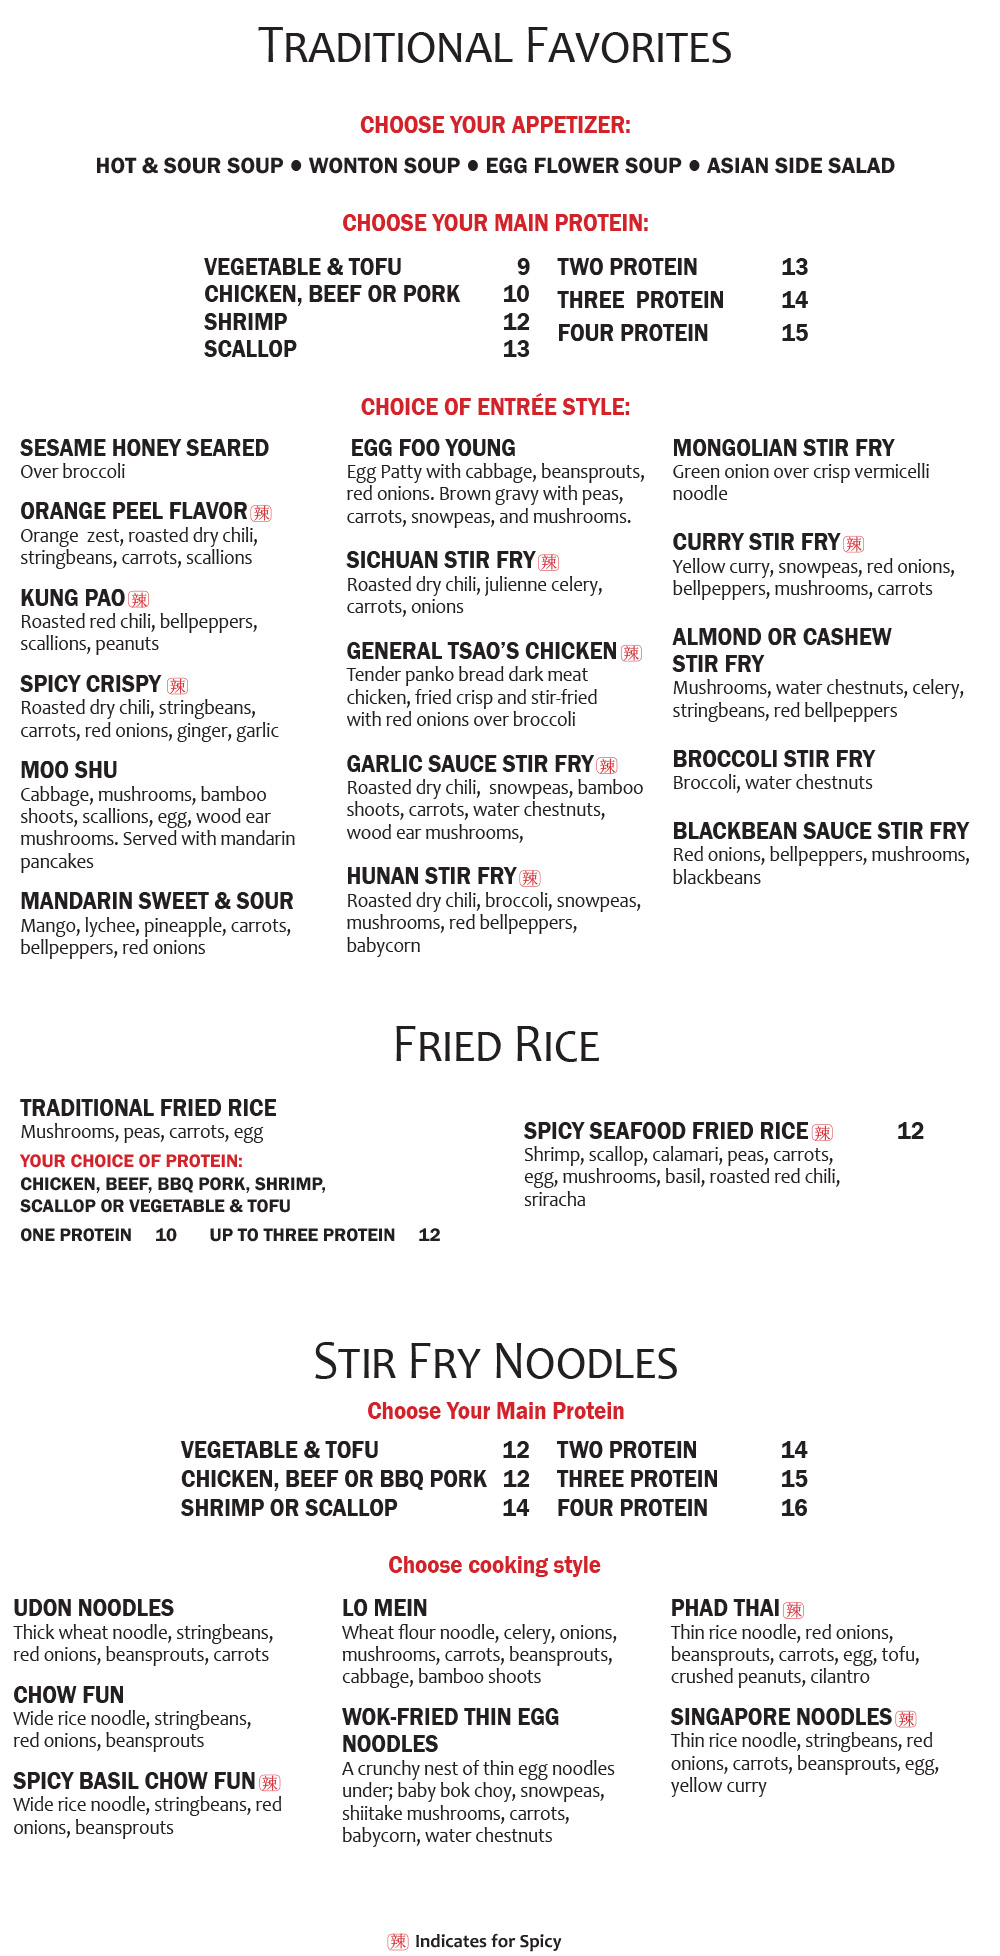 TRADITIONAL FAVORITES
CHOOSE YOUR APPETIZER:
HOT & SOUR SOUP ● WONTON SOUP ● EGG FLOWER SOUP ● ASIAN SIDE SALAD
CHOOSE YOUR MAIN PROTEIN:
VEGETABLE & TOFU 9
CHICKEN, BEEF OR PORK 10
SHRIMP 12
SCALLOP 13
TWO PROTEIN 13
THREE PROTEIN 14
FOUR PROTEIN 15
CHOICE OF ENTRÉE STYLE:
SESAME HONEY SEARED
Over broccoli
ORANGE PEEL FLAVOR 辣
Orange zest, roasted dry chili,
stringbeans, carrots, scallions
KUNG PAO 辣
Roasted red chili, bellpeppers,
scallions, peanuts
SPICY CRISPY 辣
Roasted dry chili, stringbeans,
carrots, red onions, ginger, garlic
MOO SHU
Cabbage, mushrooms, bamboo
shoots, scallions, egg, wood ear
mushrooms. Served with mandarin
pancakes
MANDARIN SWEET & SOUR
Mango, lychee, pineapple, carrots,
bellpeppers, red onions
EGG FOO YOUNG
Egg Patty with cabbage, beansprouts,
red onions. Brown gravy with peas,
carrots, snowpeas, and mushrooms.
SICHUAN STIR FRY 辣
Roasted dry chili, julienne celery,
carrots, onions
GENERAL TSAO'S CHICKEN 辣
Tender panko bread dark meat
chicken, fried crisp and stir-fried
with red onions over broccoli
GARLIC SAUCE STIR FRY 辣
Roasted dry chili, snowpeas, bamboo
shoots, carrots, water chestnuts,
wood ear mushrooms,
HUNAN STIR FRY 辣
Roasted dry chili, broccoli, snowpeas,
mushrooms, red bellpeppers,
babycorn
MONGOLIAN STIR FRY
Green onion over crisp vermicelli
noodle
CURRY STIR FRY 辣
Yellow curry, snowpeas, red onions,
bellpeppers, mushrooms, carrots
ALMOND OR CASHEW
STIR FRY
Mushrooms, water chestnuts, celery,
stringbeans, red bellpeppers
BROCCOLI STIR FRY
Broccoli, water chestnuts
BLACKBEAN SAUCE STIR FRY
Red onions, bellpeppers, mushrooms,
blackbeans
FRIED RICE
TRADITIONAL FRIED RICE
Mushrooms, peas, carrots, egg
YOUR CHOICE OF PROTEIN:
CHICKEN, BEEF, BBQ PORK, SHRIMP,
SCALLOP OR VEGETABLE & TOFU
ONE PROTEIN 10 UP TO THREE PROTEIN 12
SPICY SEAFOOD FRIED RICE 辣 12
Shrimp, scallop, calamari, peas, carrots,
egg, mushrooms, basil, roasted red chili,
sriracha
STIR FRY NOODLES
Choose Your Main Protein
VEGETABLE & TOFU 12
CHICKEN, BEEF OR BBQ PORK 12
SHRIMP OR SCALLOP 14
TWO PROTEIN 14
THREE PROTEIN 15
FOUR PROTEIN 16
Choose cooking style
UDON NOODLES
Thick wheat noodle, stringbeans,
red onions, beansprouts, carrots
CHOW FUN
Wide rice noodle, stringbeans,
red onions, beansprouts
SPICY BASIL CHOW FUN 辣
Wide rice noodle, stringbeans, red
onions, beansprouts
LO MEIN
Wheat flour noodle, celery, onions,
mushrooms, carrots, beansprouts,
cabbage, bamboo shoots
WOK-FRIED THIN EGG
NOODLES
A crunchy nest of thin egg noodles
under; baby bok choy, snowpeas,
shiitake mushrooms, carrots,
babycorn, water chestnuts
PHAD THAI 辣
Thin rice noodle, red onions,
beansprouts, carrots, egg, tofu,
crushed peanuts, cilantro
SINGAPORE NOODLES 辣
Thin rice noodle, stringbeans, red
onions, carrots, beansprouts, egg,
yellow curry
辣 Indicates for Spicy